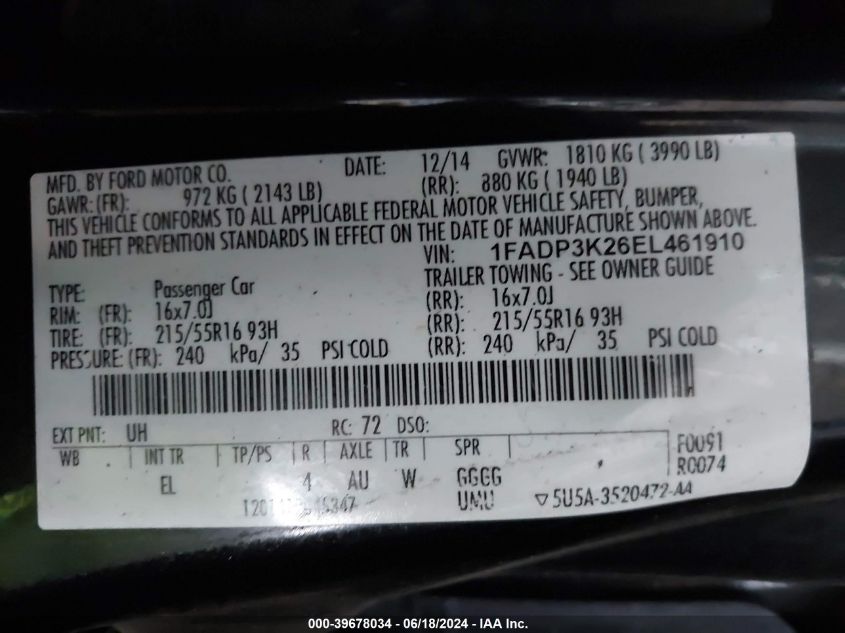 MFD. BY FORD MOTOR CO. DATE: 12/14 GVWR: 1810 KG ( 3990 LB)
GAWR: (FR): 972 KG ( 2143 LB) (RR): 880 KG ( 1940 LB)
THIS VEHICLE CONFORMS TO ALL APPLICABLE FEDERAL MOTOR VEHICLE SAFETY, BUMPER,
AND THEFT PREVENTION STANDARDS IN EFFECT ON THE DATE OF MANUFACTURE SHOWN ABOVE.
VIN: 1FADP3K26EL461910
TYPE: Passenger Car TRAILER TOWING - SEE OWNER GUIDE
RIM: (FR): 16x7.0J (RR): 16x7.0J
TIRE: (FR): 215/55R16 93H (RR): 215/55R16 93H
PRESSURE: (FR): 240 kPa/ 35 PSI COLD (RR): 240 kPa/ 35 PSI COLD
EXT PNT: UH RC: 72 DSO:
WB INT TR TP/PS R AXLE TR SPR F0091
EL 4 AU W GGGG R0074
UMU 5U5A-3520472-AA
000-39678034 - 06/18/2024 - IAA Inc.